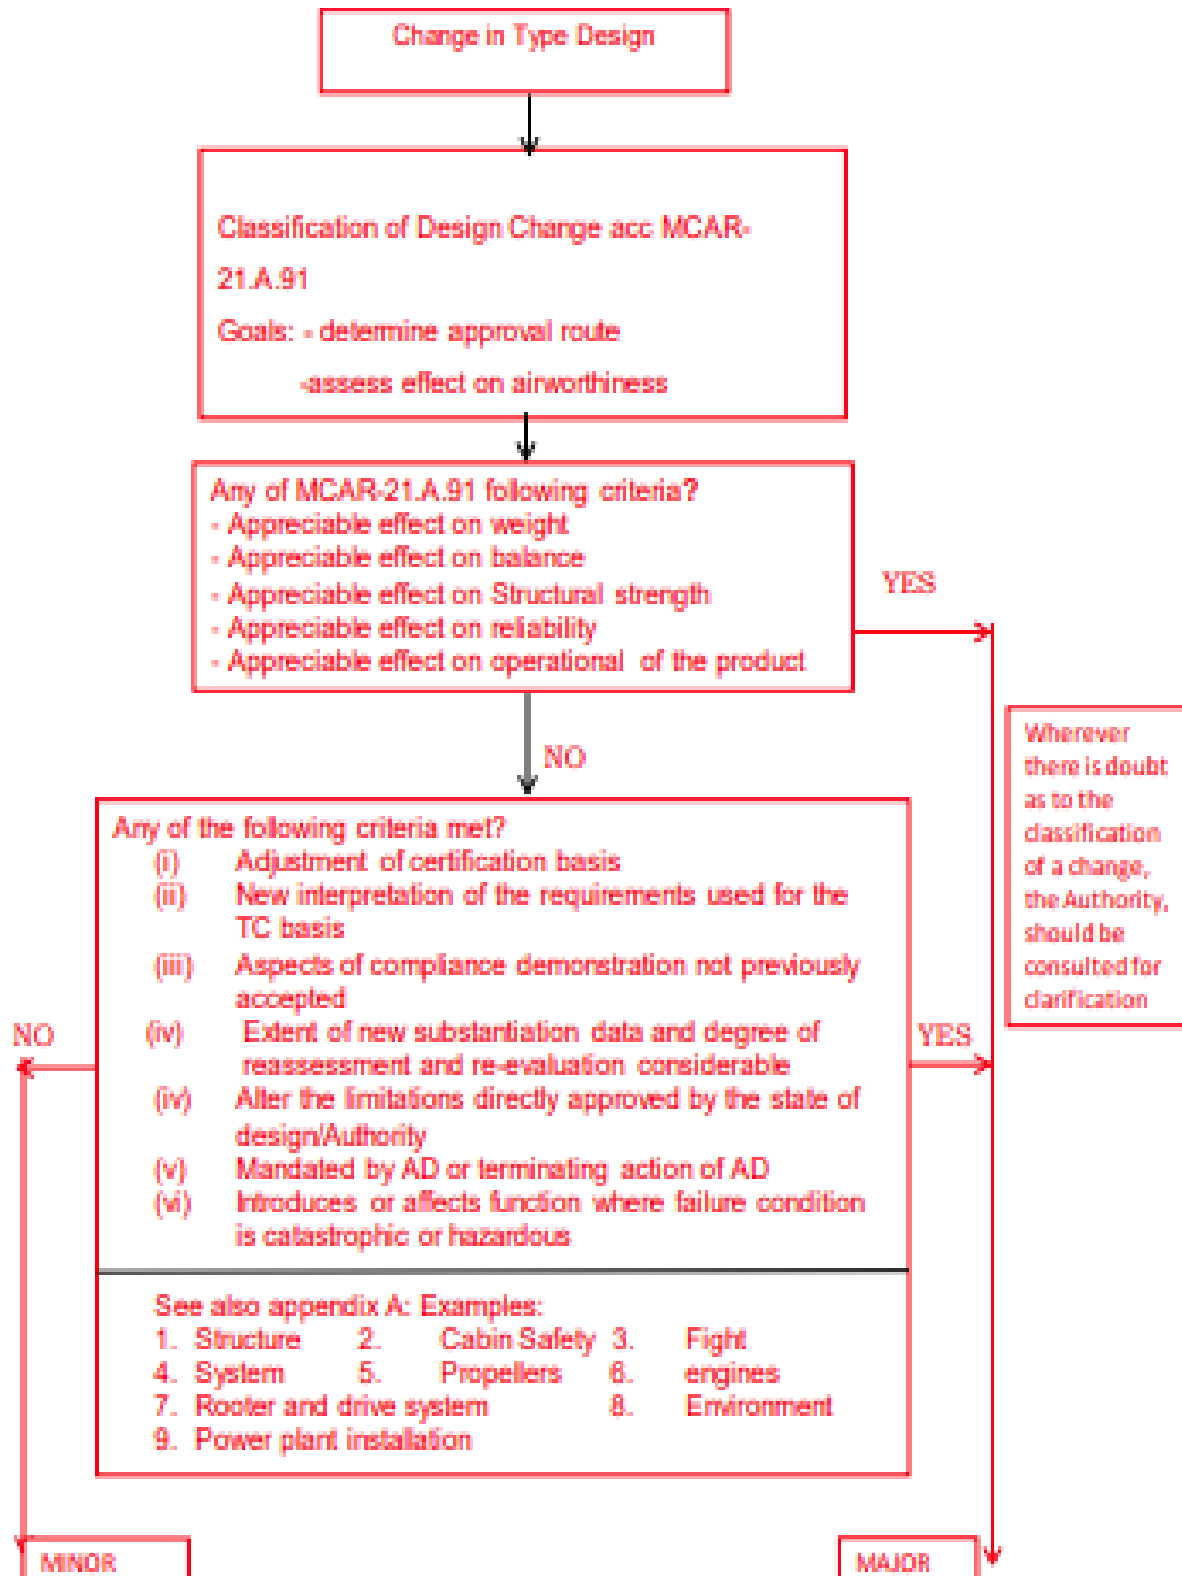 Change in Type Design
Classification of Design Change acc MCAR-
21.A.91
Goals: - determine approval route
-assess effect on airworthiness
Any of MCAR-21.A.91 following criteria?
- Appreciable effect on weight
- Appreciable effect on balance
- Appreciable effect on Structural strength
- Appreciable effect on reliability
- Appreciable effect on operational of the product
YES
NO
Wherever
there is doubt
as to the
classification
of a change,
the Authority,
should be
consulted for
clarification
Any of the following criteria met?
(i) Adjustment of certification basis
(ii) New interpretation of the requirements used for the
TC basis
(iii) Aspects of compliance demonstration not previously
accepted
(iv) Extent of new substantiation data and degree of
reassessment and re-evaluation considerable
(iv) Alter the limitations directly approved by the state of
design/Authority
(v) Mandated by AD or terminating action of AD
(vi) Introduces or affects function where failure condition
is catastrophic or hazardous
NO
YES
See also appendix A: Examples:
1. Structure 2. Cabin Safety 3. Fight
4. System 5. Propellers 6. engines
7. Rooter and drive system 8. Environment
9. Power plant installation
MINOR
MAJOR